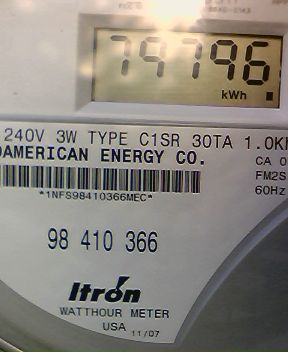 79796
kWh
240V 3W TYPE C1SR 30TA 1.0K
AMERICAN ENERGY CO.
CA 0
FM2S
60Hz
*1NFS98410366MEC*
98 410 366
Itron
WATTHOUR METER
USA 11/07